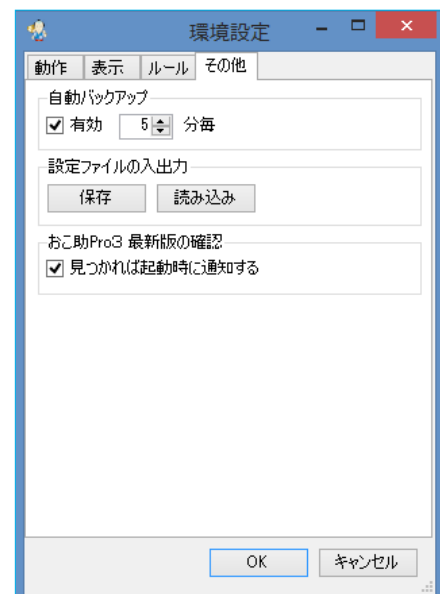 環境設定
動作 表示 ルール その他
自動バックアップ
有効 5 分毎
設定ファイルの入出力
保存 読み込み
おこ助Pro3 最新版の確認
見つかれば起動時に通知する
OK キャンセル